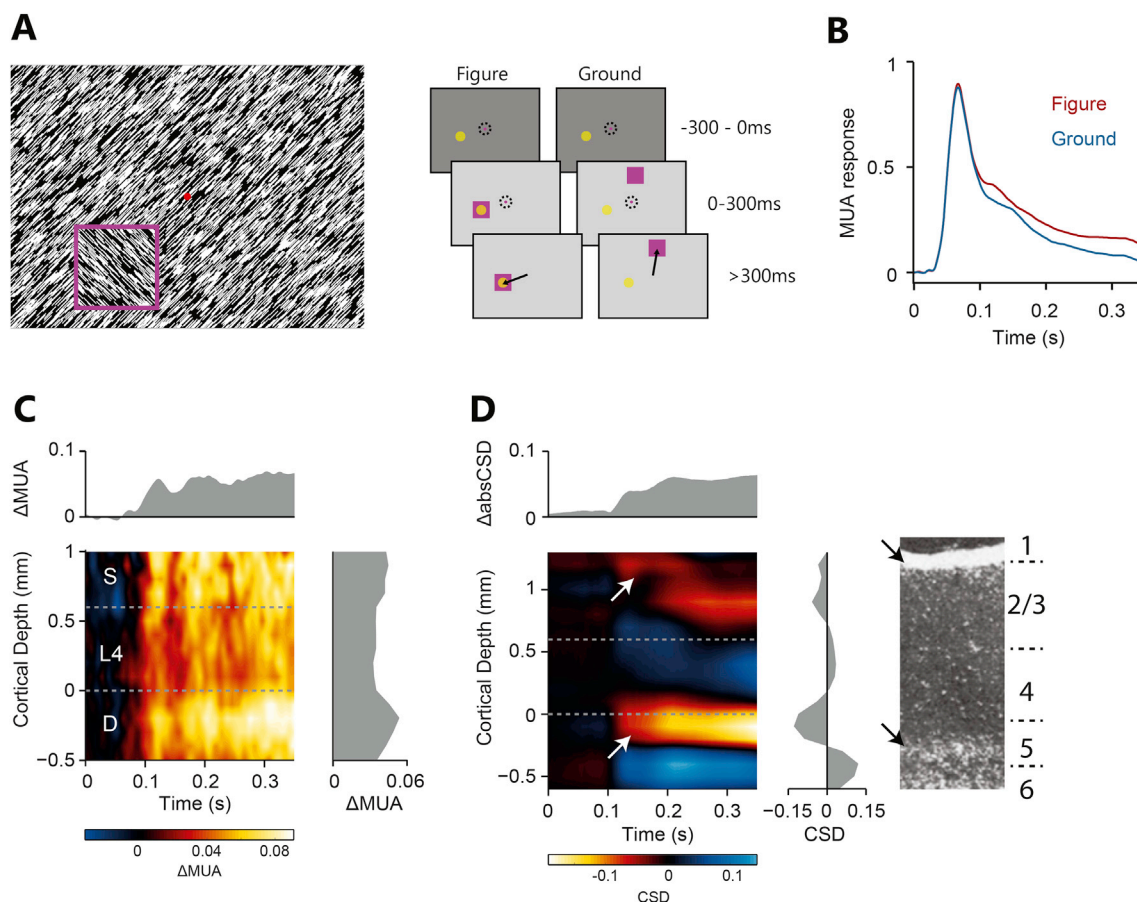 A
Figure
Ground
-300 - 0ms
0-300ms
>300ms
B
MUA response
1
0.5
0
Figure
Ground
0
0.1
0.2
0.3
Time (s)
C
ΔMUA
0.1
0
Cortical Depth (mm)
1
0.5
0
−0.5
S
L4
D
0
0.1
0.2
0.3
Time (s)
0
0.06
ΔMUA
0
0.04
0.08
ΔMUA
D
ΔabsCSD
0.1
0
Cortical Depth (mm)
1
0.5
0
−0.5
0
0.1
0.2
0.3
Time (s)
−0.15
0
0.15
CSD
-0.1
0
0.1
CSD
1
2/3
4
5
6